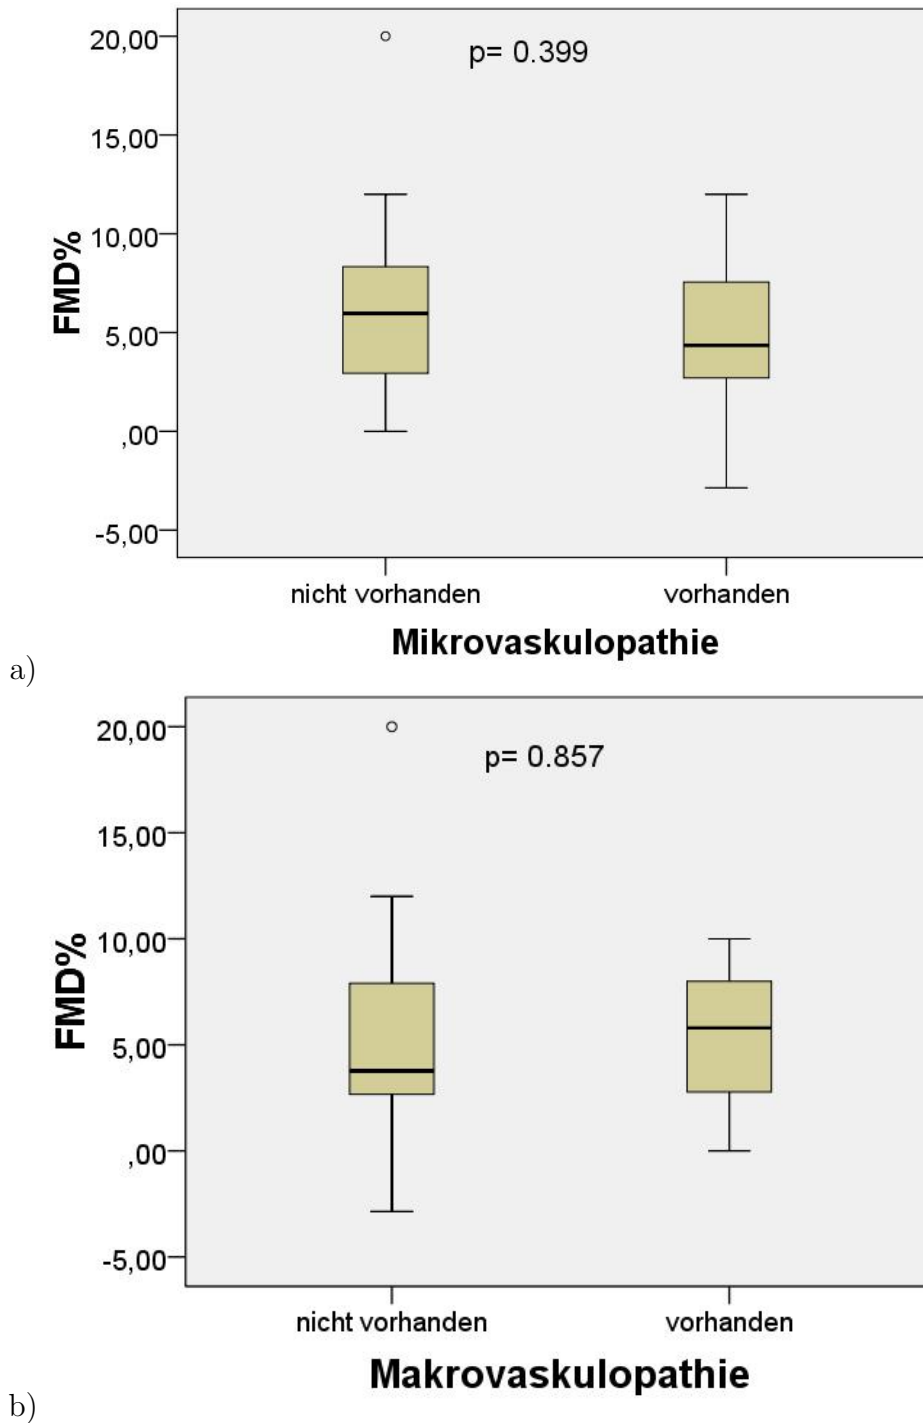 20,00
p= 0.399
15,00
10,00
FMD%
5,00
,00
-5,00
nicht vorhanden vorhanden
Mikrovaskulopathie
a)
20,00
p= 0.857
15,00
10,00
FMD%
5,00
,00
-5,00
nicht vorhanden vorhanden
Makrovaskulopathie
b)